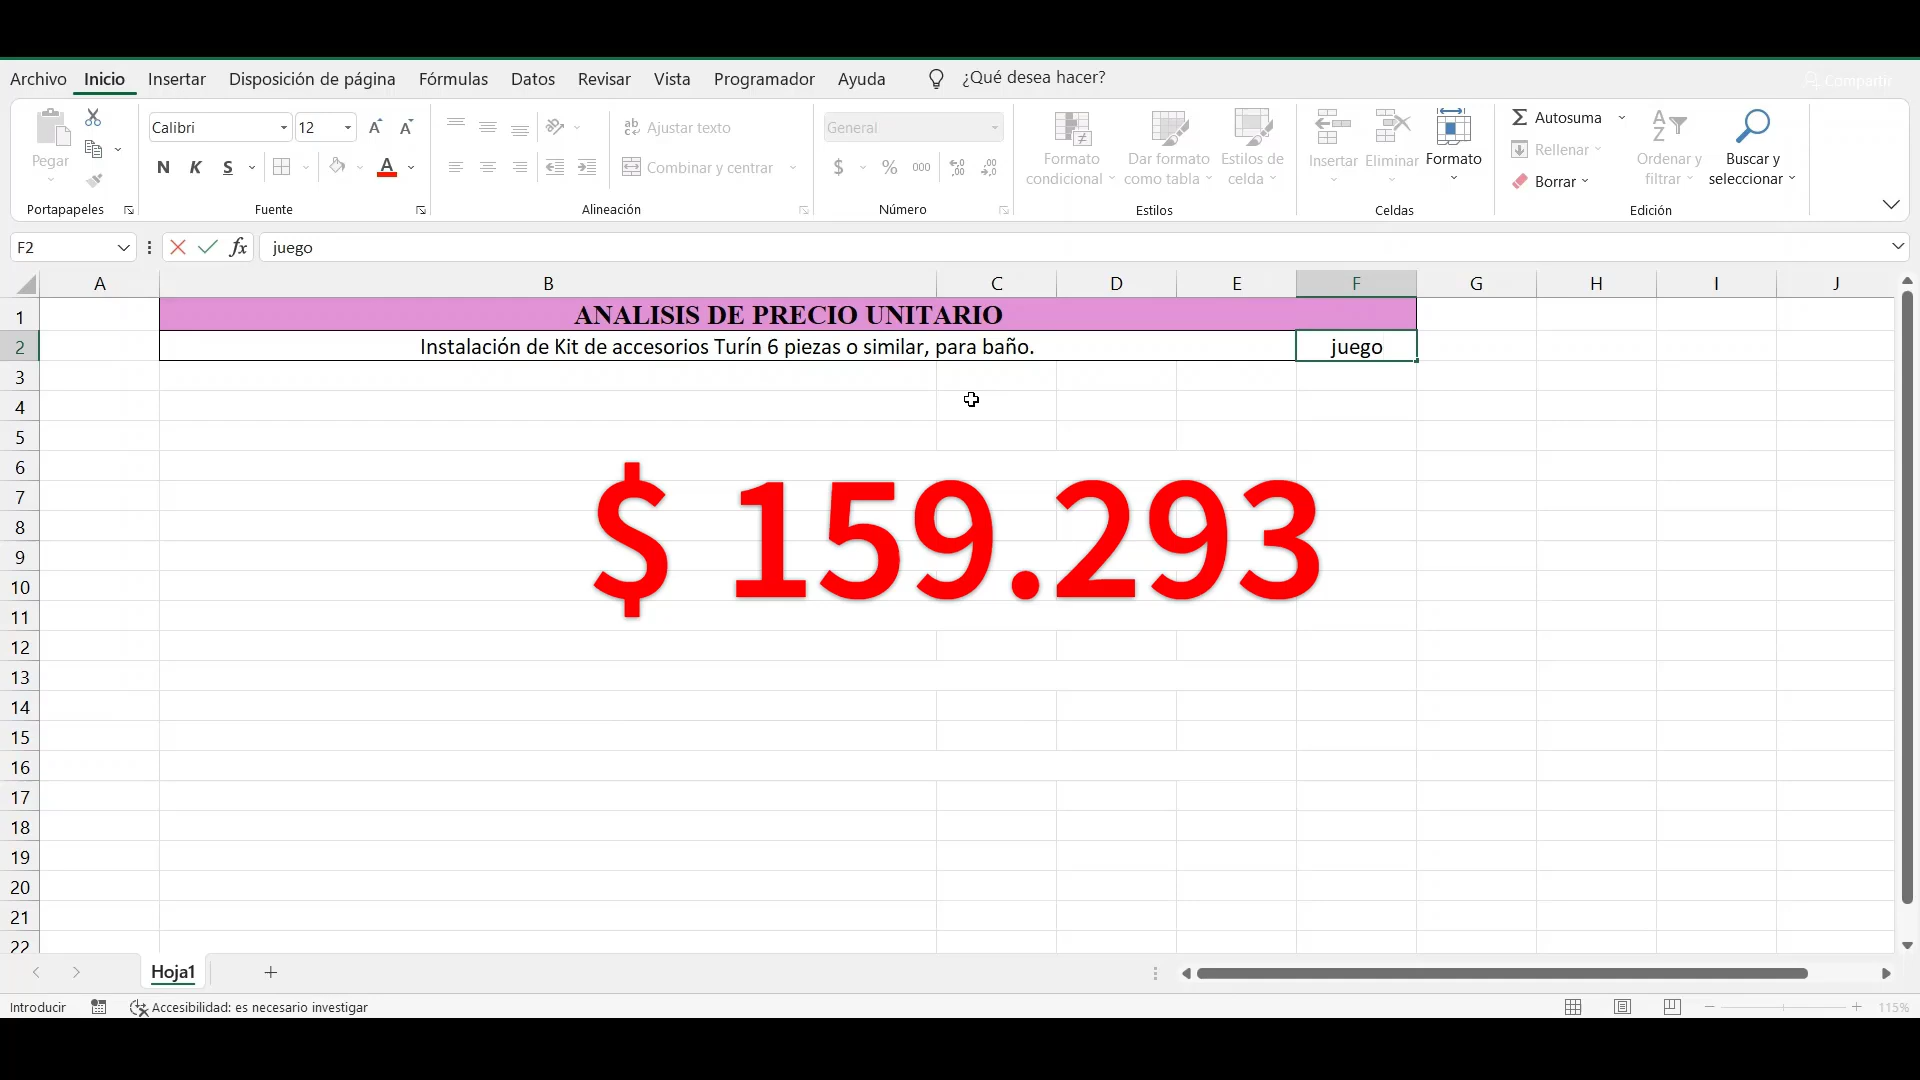 Archivo Inicio Insertar Disposición de página Fórmulas Datos Revisar Vista Programador Ayuda ¿Qué desea hacer? Compartir
Pegar
Portapapeles
Calibri 12 A A
N K S A
Fuente
ab Ajustar texto
Combinar y centrar
Alineación
General
$ % 000
Número
Formato condicional
Dar formato como tabla
Estilos de celda
Estilos
Insertar Eliminar Formato
Celdas
Autosuma
Rellenar
Borrar
Ordenar y filtrar
Buscar y seleccionar
Edición
F2 fx juego
A B C D E F G H I J
1 ANALISIS DE PRECIO UNITARIO
2 Instalación de Kit de accesorios Turín 6 piezas o similar, para baño. juego
3
4
5
6
7
8
9
10
11
12
13
14
15
16
17
18
19
20
21
22
$ 159.293
Hoja1
Introducir Accesibilidad: es necesario investigar 115%